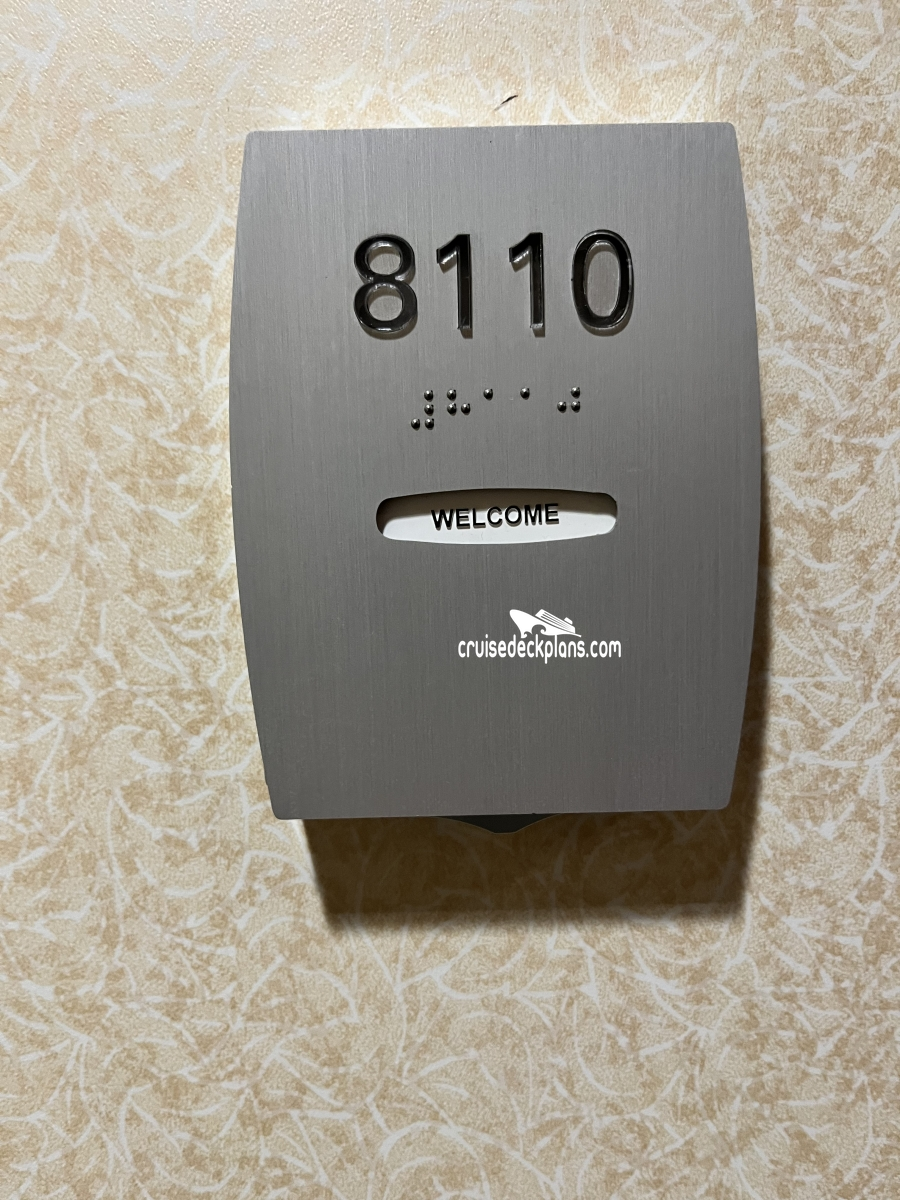 8110
⠼⠓⠁⠁⠚
WELCOME
cruisedeckplans.com